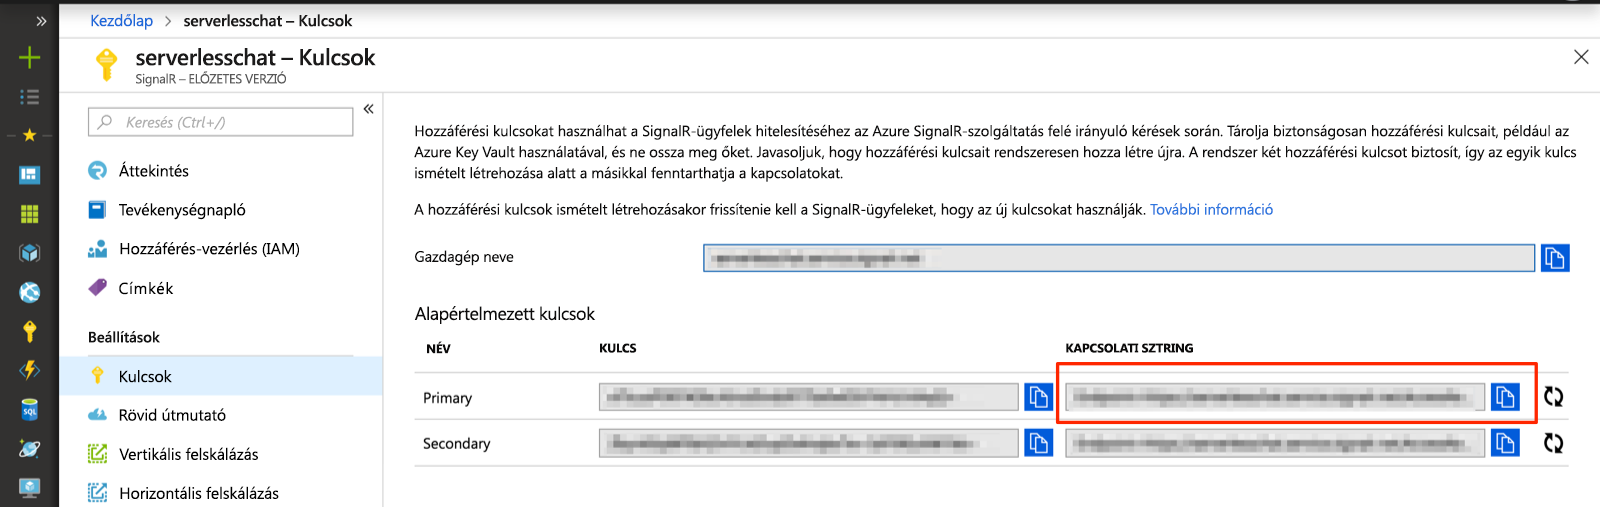 Kezdőlap > serverlesschat – Kulcsok
serverlesschat – Kulcsok
SignalR – ELŐZETES VERZIÓ
Keresés (Ctrl+/)
Áttekintés
Tevékenységnapló
Hozzáférés-vezérlés (IAM)
Címkék
Beállítások
Kulcsok
Rövid útmutató
Vertikális felskálázás
Horizontális felskálázás
Hozzáférési kulcsokat használhat a SignalR-ügyfelek hitelesítéséhez az Azure SignalR-szolgáltatás felé irányuló kérések során. Tárolja biztonságosan hozzáférési kulcsait, például az
Azure Key Vault használatával, és ne ossza meg őket. Javasoljuk, hogy hozzáférési kulcsait rendszeresen hozza létre újra. A rendszer két hozzáférési kulcsot biztosít, így az egyik kulcs
ismételt létrehozása alatt a másikkal fenntarthatja a kapcsolatokat.
A hozzáférési kulcsok ismételt létrehozásakor frissítenie kell a SignalR-ügyfeleket, hogy az új kulcsokat használják. További információ
Gazdagép neve
Alapértelmezett kulcsok
NÉV KULCS KAPCSOLATI SZTRING
Primary
Secondary
SQL